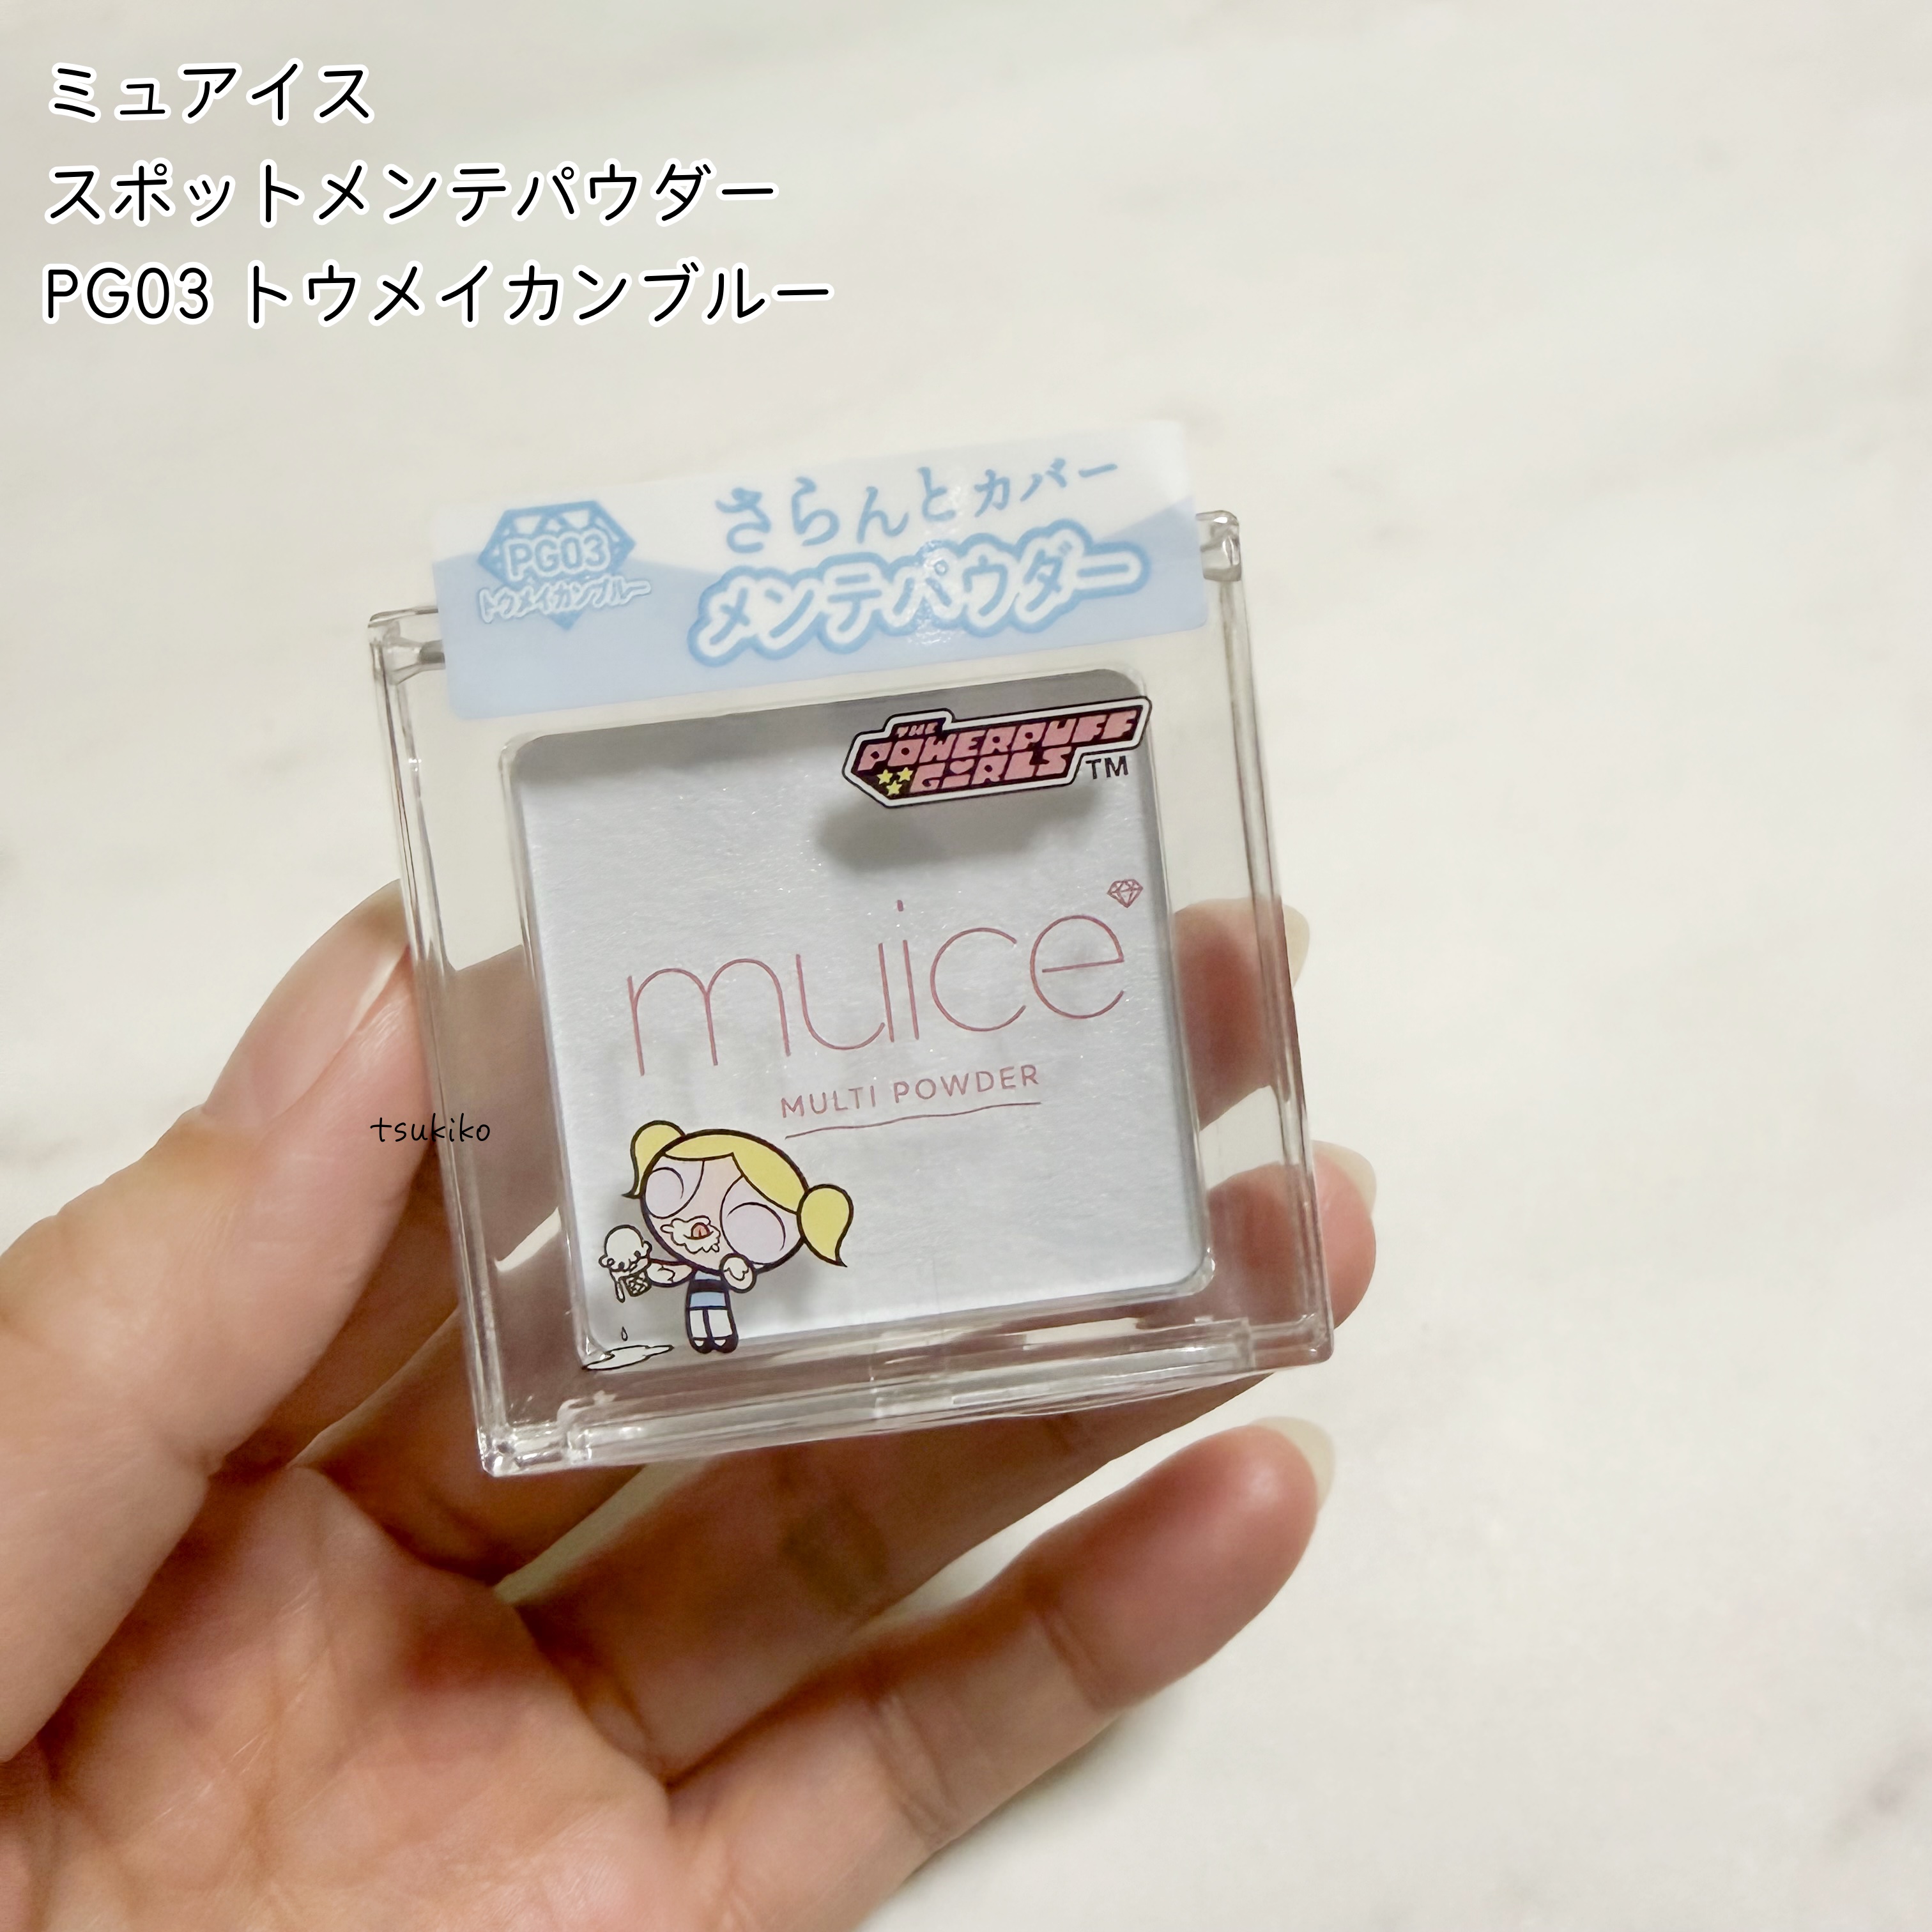 ミュアイス
スポットメンテパウダー
PG03 トウメイカンブルー
さらんとカバー
PG03
メンテパウダー
トウメイカンブルー
THE
POWERPUFF
GIRLS TM
muice
MULTI POWDER
tsukiko